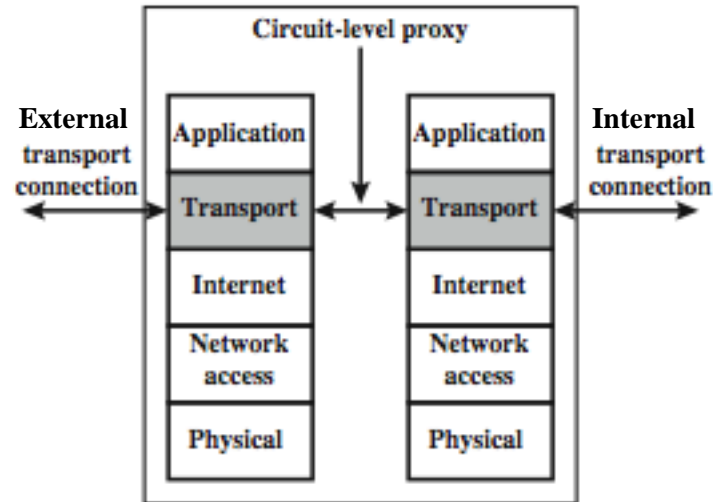 Circuit-level proxy
External
transport
connection
Application
Transport
Internet
Network
access
Physical
Application
Transport
Internet
Network
access
Physical
Internal
transport
connection